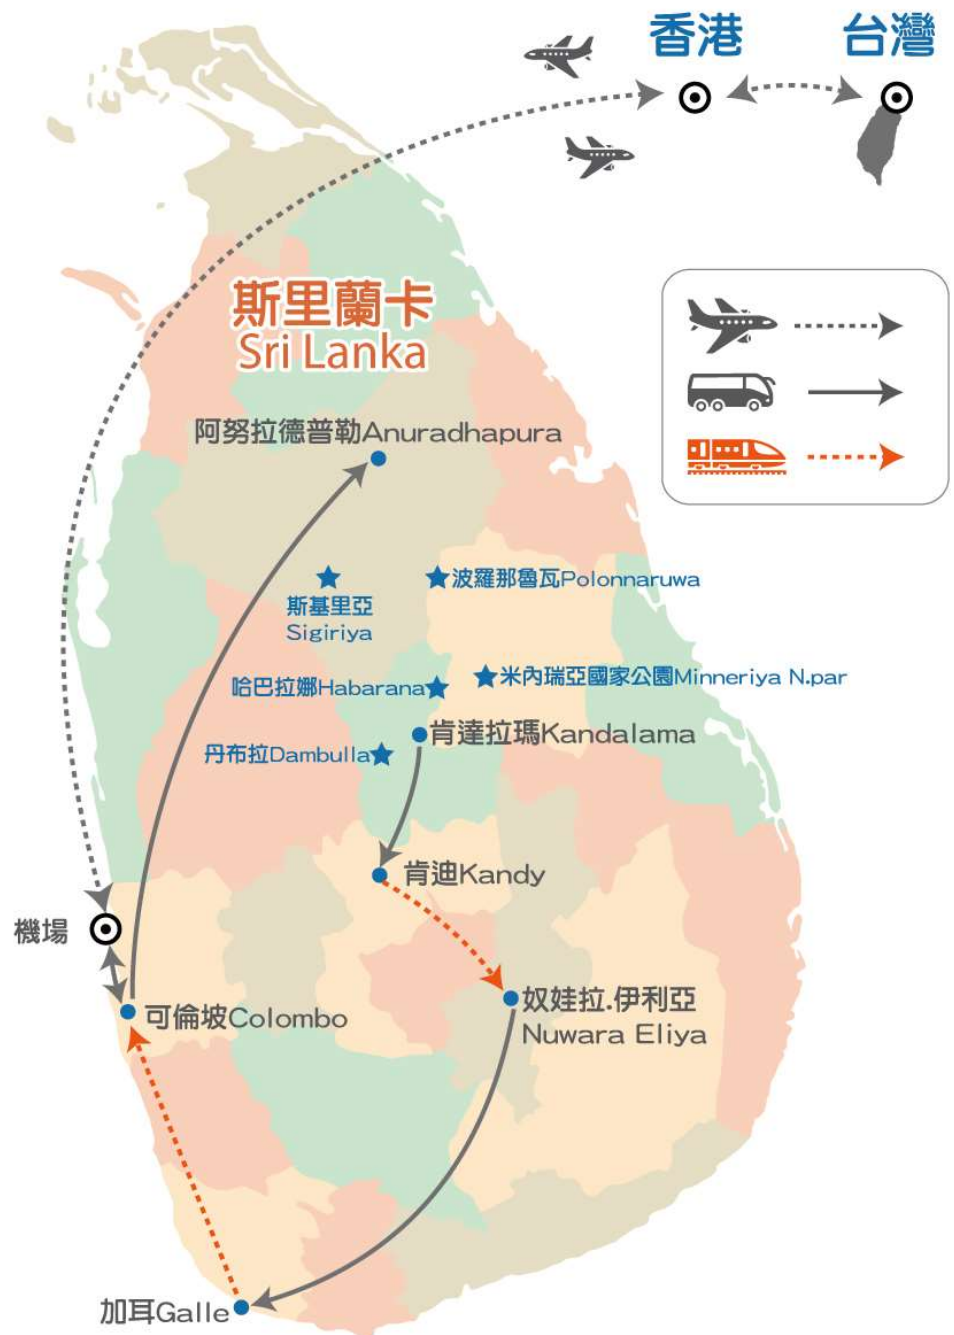 香港
台灣
斯里蘭卡
Sri Lanka
阿努拉德普勒Anuradhapura
斯基里亞
Sigiriya
波羅那魯瓦Polonnaruwa
哈巴拉娜Habarana
米內瑞亞國家公園Minneriya N.par
肯達拉瑪Kandalama
丹布拉Dambulla
肯迪Kandy
機場
可倫坡Colombo
奴娃拉.伊利亞
Nuwara Eliya
加耳Galle